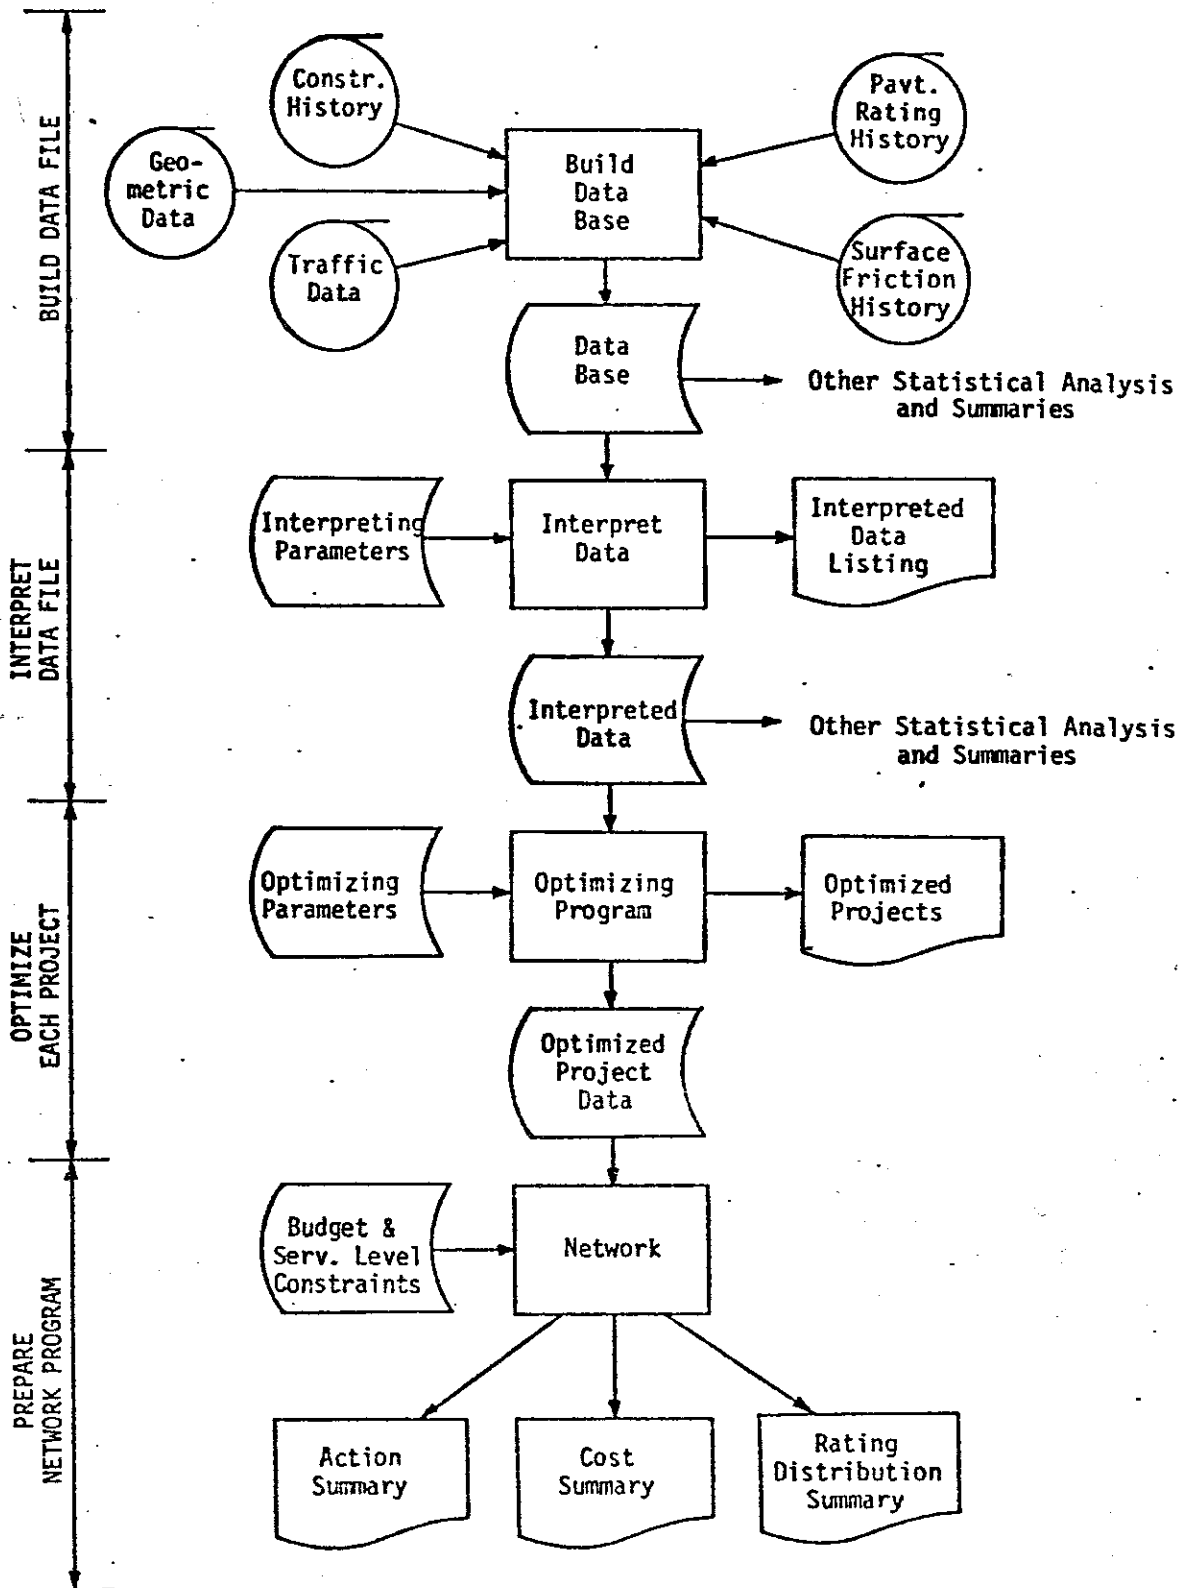 BUILD DATA FILE
Constr.
History
Pavt.
Rating
History
Geo-
metric
Data
Build
Data
Base
Traffic
Data
Surface
Friction
History
Data
Base
Other Statistical Analysis
and Summaries
INTERPRET
DATA FILE
Interpreting
Parameters
Interpret
Data
Interpreted
Data
Listing
Interpreted
Data
Other Statistical Analysis
and Summaries
OPTIMIZE
EACH PROJECT
Optimizing
Parameters
Optimizing
Program
Optimized
Projects
Optimized
Project
Data
PREPARE
NETWORK PROGRAM
Budget &
Serv. Level
Constraints
Network
Action
Summary
Cost
Summary
Rating
Distribution
Summary